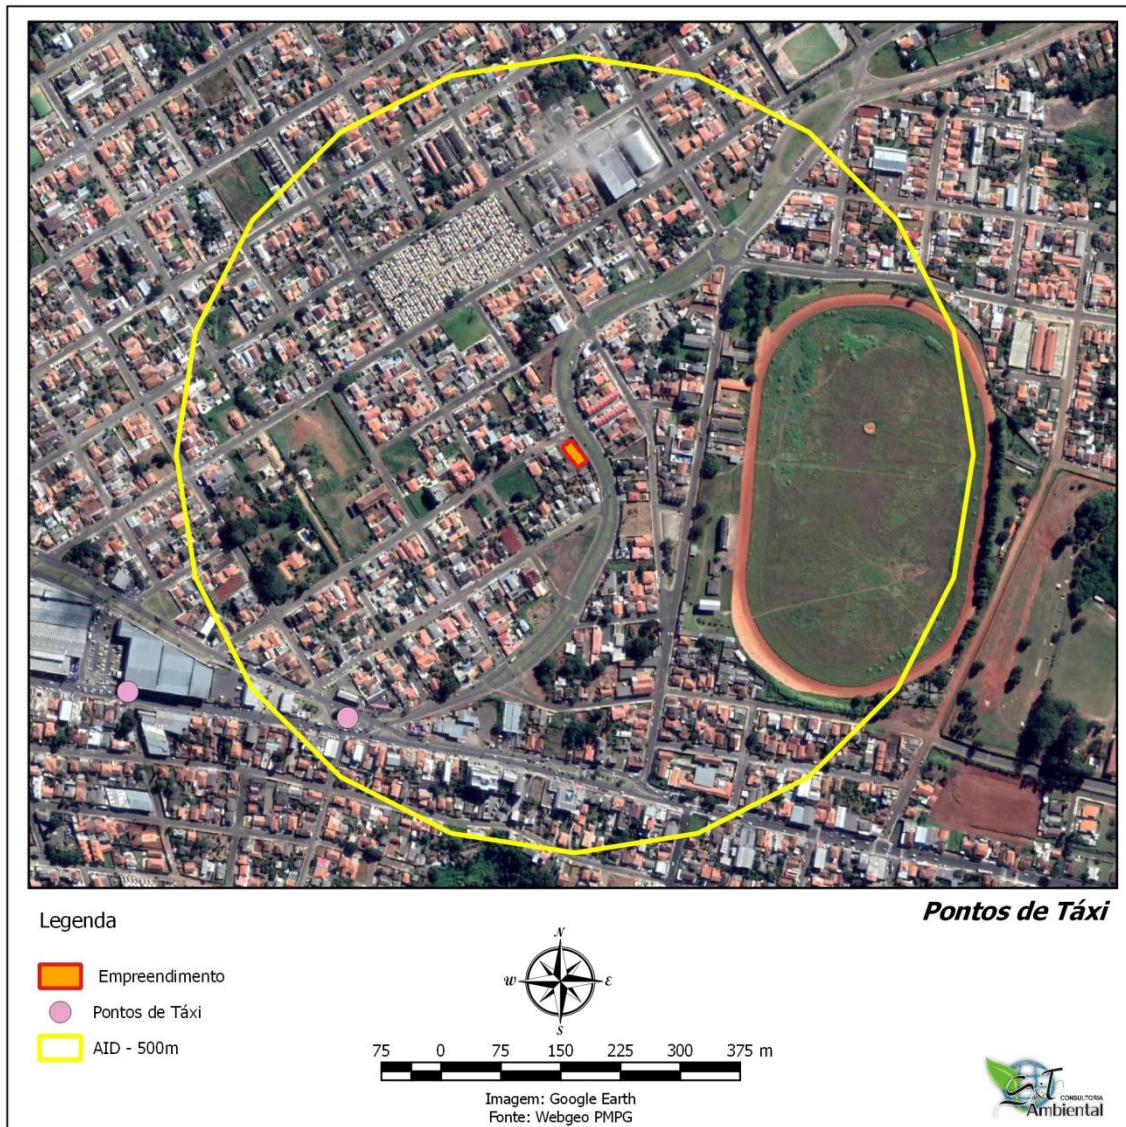 Pontos de Táxi
Legenda
Empreendimento
Pontos de Táxi
AID - 500m
N
W E
S
75 0 75 150 225 300 375 m
Imagem: Google Earth
Fonte: Webgeo PMPG
CONSULTORIA
Ambiental